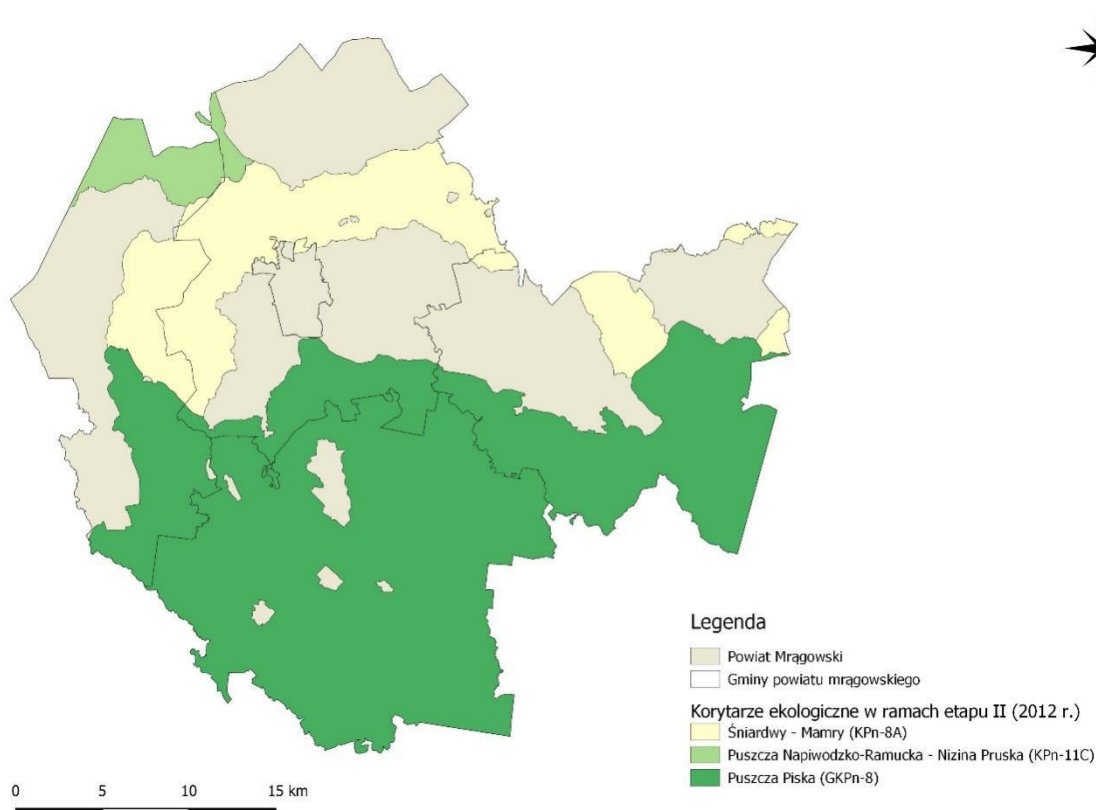 Legenda
Powiat Mrągowski
Gminy powiatu mrągowskiego
Korytarze ekologiczne w ramach etapu II (2012 r.)
Śniardwy - Mamry (KPn-8A)
Puszcza Napiwodzko-Ramucka - Nizina Pruska (KPn-11C)
Puszcza Piska (GKPn-8)
0 5 10 15 km